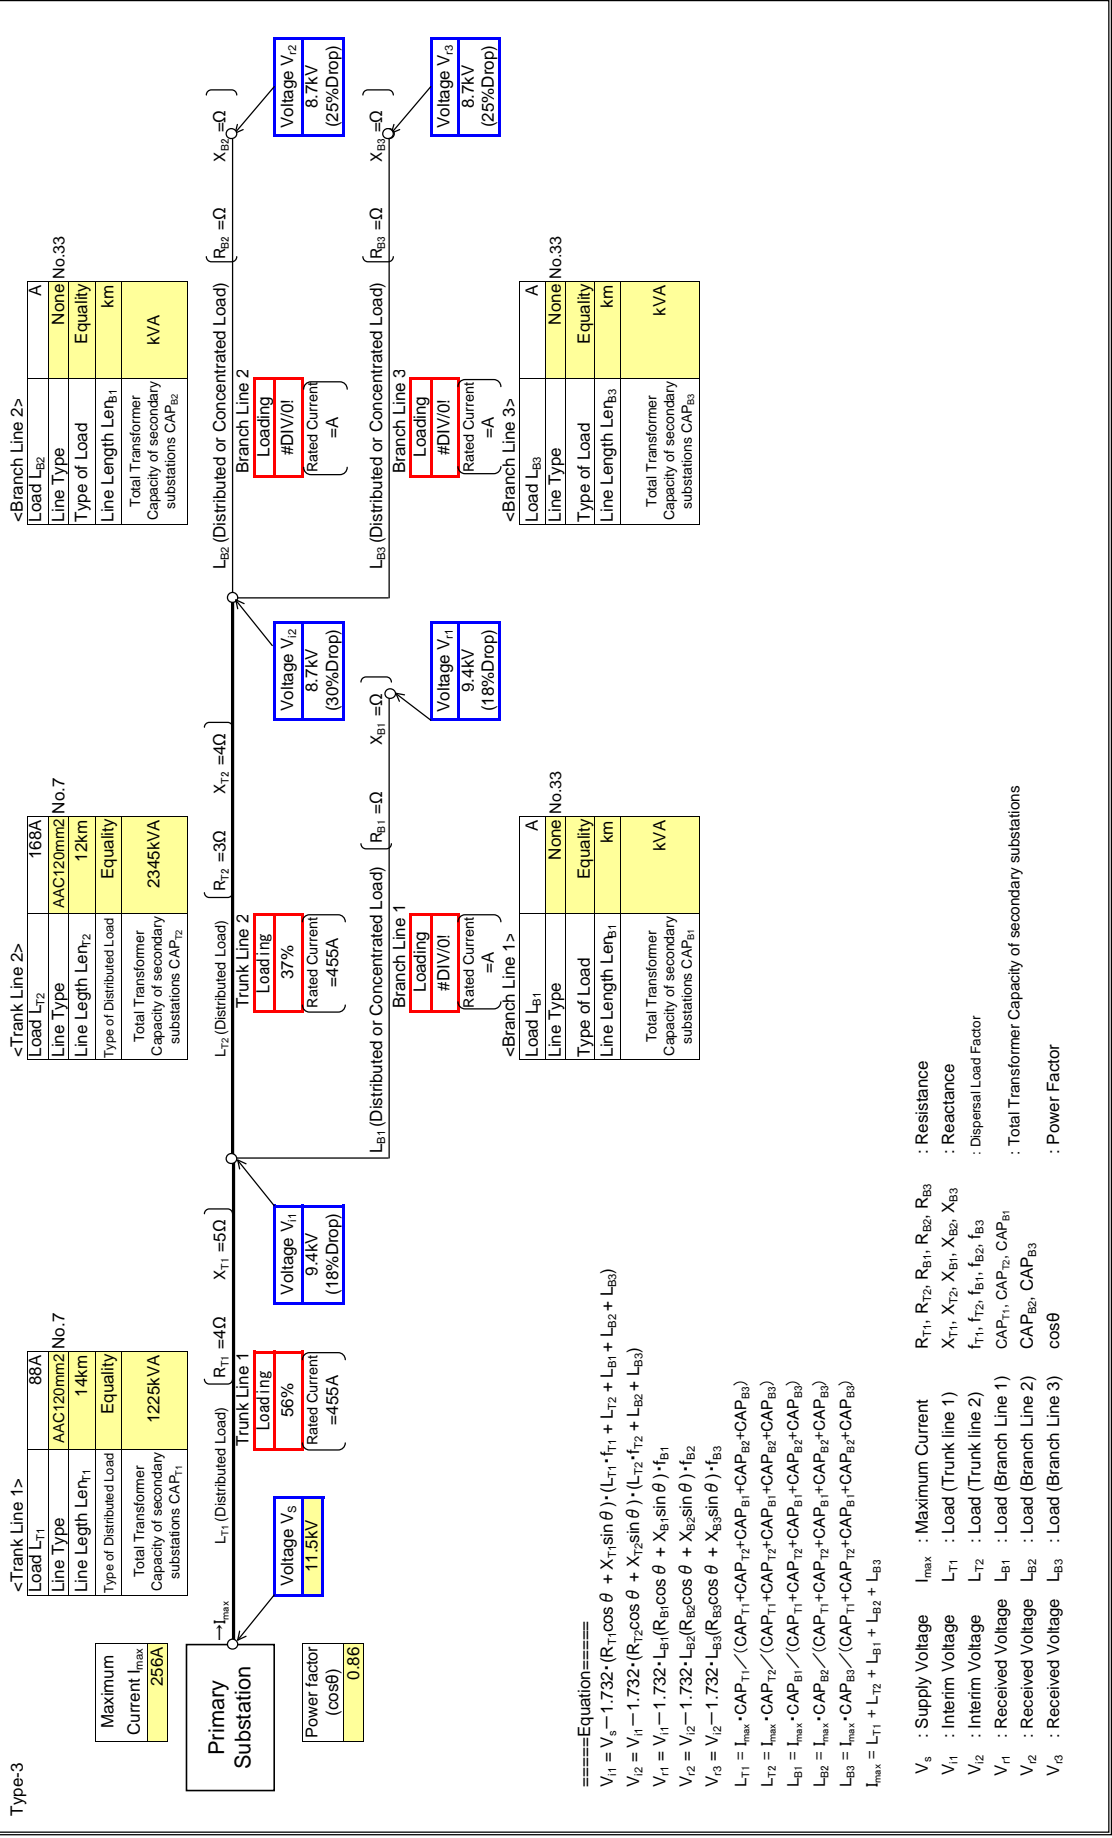 Type-3
Maximum
Current Imax
256A
Primary
Substation
Power factor
(cosθ)
0.86
→Imax
Voltage VS
11.5kV
<Trank Line 1>
Load LT1 88A
Line Type AAC120mm2 No.7
Line Length LenT1 14km
Type of Distributed Load Equality
Total Transformer
Capacity of secondary
substations CAPT1
1225kVA
LT1 (Distributed Load)
RT1 =4Ω XT1 =5Ω
Trunk Line 1
Loading
56%
Rated Current
=455A
Voltage Vi1
9.4kV
(18%Drop)
<Trank Line 2>
Load LT2 168A
Line Type AAC120mm2 No.7
Line Legth LenT2 12km
Type of Distributed Load Equality
Total Transformer
Capacity of secondary
substations CAPT2
2345kVA
LT2 (Distributed Load)
RT2 =3Ω XT2 =4Ω
Trunk Line 2
Loading
37%
Rated Current
=455A
Voltage Vi2
8.7kV
(30%Drop)
LB1 (Distributed or Concentrated Load)
RB1 =Ω XB1 =Ω
Branch Line 1
Loading
#DIV/0!
Rated Current
=A
Voltage Vr1
9.4kV
(18%Drop)
<Branch Line 1>
Load LB1 A
Line Type None No.33
Type of Load Equality
Line Length LenB1 km
Total Transformer
Capacity of secondary
substations CAPB1
kVA
<Branch Line 2>
Load LB2 A
Line Type None No.33
Type of Load Equality
Line Length LenB1 km
Total Transformer
Capacity of secondary
substations CAPB2
kVA
LB2 (Distributed or Concentrated Load)
RB2 =Ω XB2 =Ω
Branch Line 2
Loading
#DIV/0!
Rated Current
=A
Voltage Vr2
8.7kV
(25%Drop)
LB3 (Distributed or Concentrated Load)
RB3 =Ω XB3 =Ω
Branch Line 3
Loading
#DIV/0!
Rated Current
=A
Voltage Vr3
8.7kV
(25%Drop)
<Branch Line 3>
Load LB3 A
Line Type None No.33
Type of Load Equality
Line Length LenB3 km
Total Transformer
Capacity of secondary
substations CAPB3
kVA
=====Equation=====
Vi1 = Vs－1.732・(RT1cos θ + XT1sin θ)・(LT1・fT1 + LT2 + LB1 + LB2 + LB3)
Vi2 = Vi1－1.732・(RT2cos θ + XT2sin θ)・(LT2・fT2 + LB2 + LB3)
Vr1 = Vi1－1.732・LB1(RB1cos θ + XB1sin θ)・fB1
Vr2 = Vi2－1.732・LB2(RB2cos θ + XB2sin θ)・fB2
Vr3 = Vi2－1.732・LB3(RB3cos θ + XB3sin θ)・fB3
LT1 = Imax・CAPT1／(CAPT1+CAPT2+CAPB1+CAPB2+CAPB3)
LT2 = Imax・CAPT2／(CAPT1+CAPT2+CAPB1+CAPB2+CAPB3)
LB1 = Imax・CAPB1／(CAPT1+CAPT2+CAPB1+CAPB2+CAPB3)
LB2 = Imax・CAPB2／(CAPT1+CAPT2+CAPB1+CAPB2+CAPB3)
LB3 = Imax・CAPB3／(CAPT1+CAPT2+CAPB1+CAPB2+CAPB3)
Imax = LT1 + LT2 + LB1 + LB2 + LB3
Vs : Supply Voltage Imax : Maximum Current RT1, RT2, RB1, RB2, RB3 : Resistance
Vi1 : Interim Voltage LT1 : Load (Trunk line 1) XT1, XT2, XB1, XB2, XB3 : Reactance
Vi2 : Interim Voltage LT2 : Load (Trunk line 2) fT1, fT2, fB1, fB2, fB3 : Dispersal Load Factor
Vr1 : Received Voltage LB1 : Load (Branch Line 1) CAPT1, CAPT2, CAPB1 : Total Transformer Capacity of secondary substations
Vr2 : Received Voltage LB2 : Load (Branch Line 2) CAPB2, CAPB3
Vr3 : Received Voltage LB3 : Load (Branch Line 3) cosθ : Power Factor